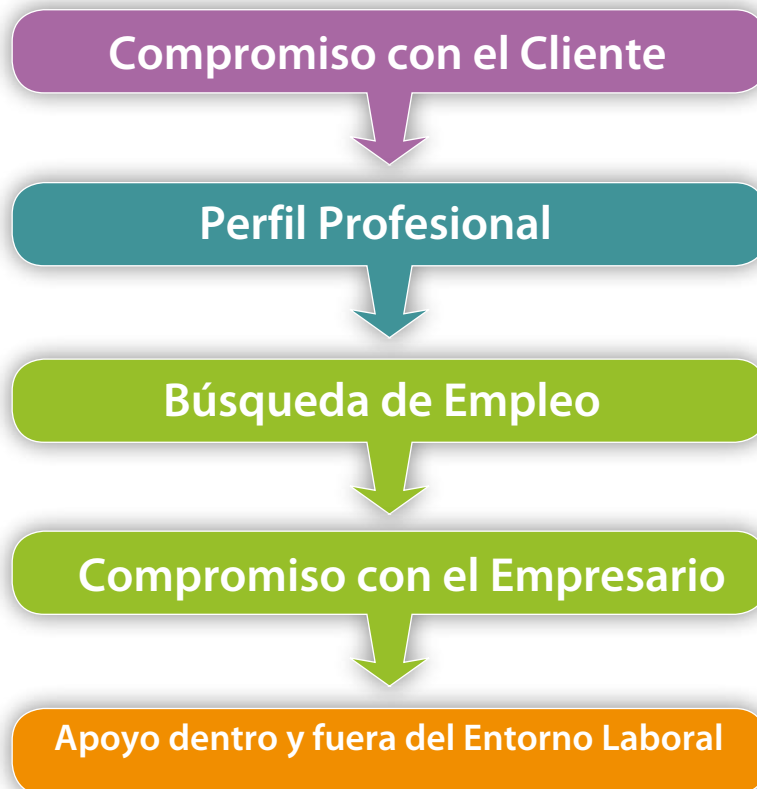 Compromiso con el Cliente
Perfil Profesional
Búsqueda de Empleo
Compromiso con el Empresario
Apoyo dentro y fuera del Entorno Laboral